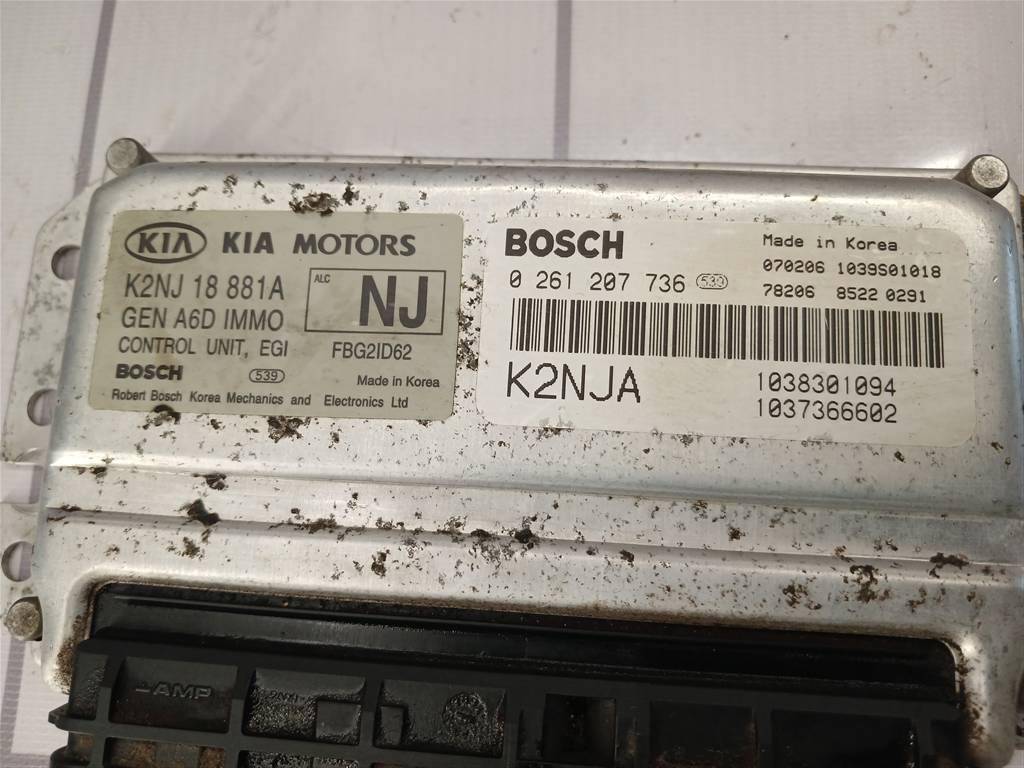 KIA KIA MOTORS
K2NJ 18 881A
ALC
NJ
GEN A6D IMMO
CONTROL UNIT, EGI FBG2ID62
BOSCH 539 Made in Korea
Robert Bosch Korea Mechanics and Electronics Ltd
BOSCH Made in Korea
070206 1039S01018
0 261 207 736 539
78206 8522 0291
K2NJA
1038301094
1037366602
LAMP